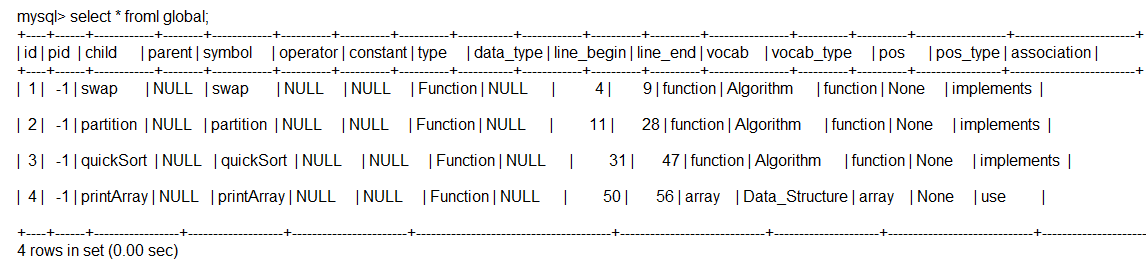 mysql> select * froml global;
+----+------+------------+--------+------------+----------+----------+----------+-----------+------------+----------+-----------+----------------+----------+--------+------------------+------------------------+
| id | pid | child | parent | symbol | operator | constant | type | data_type | line_begin | line_end | vocab | vocab_type | pos | pos_type | association |
+----+------+------------+--------+------------+----------+----------+----------+-----------+------------+----------+-----------+----------------+----------+--------+------------------+------------------------+
| 1 | -1 | swap | NULL | swap | NULL | NULL | Function | NULL | 4 | 9 | function | Algorithm | function | None | implements |
| 2 | -1 | partition | NULL | partition | NULL | NULL | Function | NULL | 11 | 28 | function | Algorithm | function | None | implements |
| 3 | -1 | quickSort | NULL | quickSort | NULL | NULL | Function | NULL | 31 | 47 | function | Algorithm | function | None | implements |
| 4 | -1 | printArray | NULL | printArray | NULL | NULL | Function | NULL | 50 | 56 | array | Data_Structure | array | None | use |
+----+------+-----------------+-------------------+-----------------------+---------------------------------------+-----------------------------+---------------------+-----------------------------+---------------------
4 rows in set (0.00 sec)